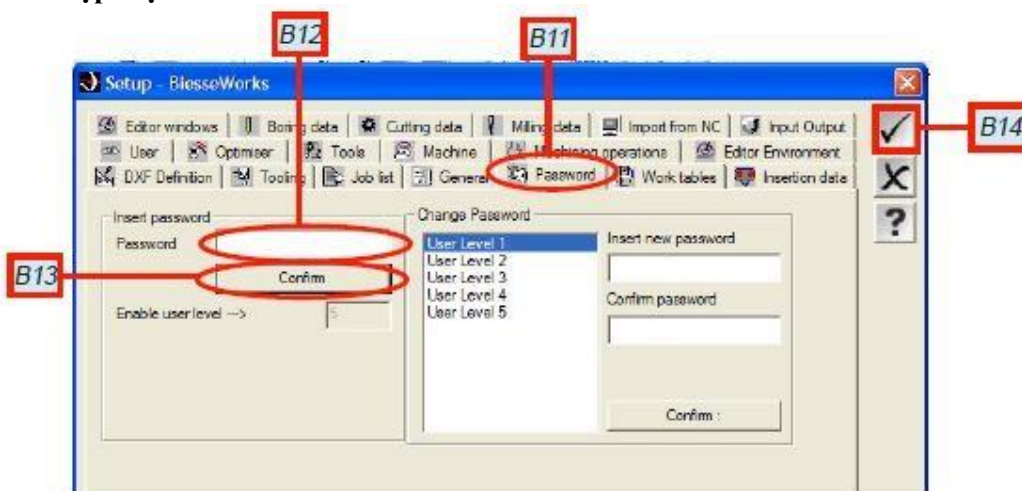 B12
B11
Setup - BiesseWorks
Editor windows Boring data Cutting data Milling data Import from NC Input Output
B14
User Optimiser Tools Machine Machining operations Editor Environment
DXF Definition Tooling Job list General Password Work tables Insertion data
Insert password
Change Password
Password
User Level 1
Insert new password
User Level 2
B13
Confirm
User Level 3
User Level 4
Confirm password
Enable user level -->
5
User Level 5
Confirm :